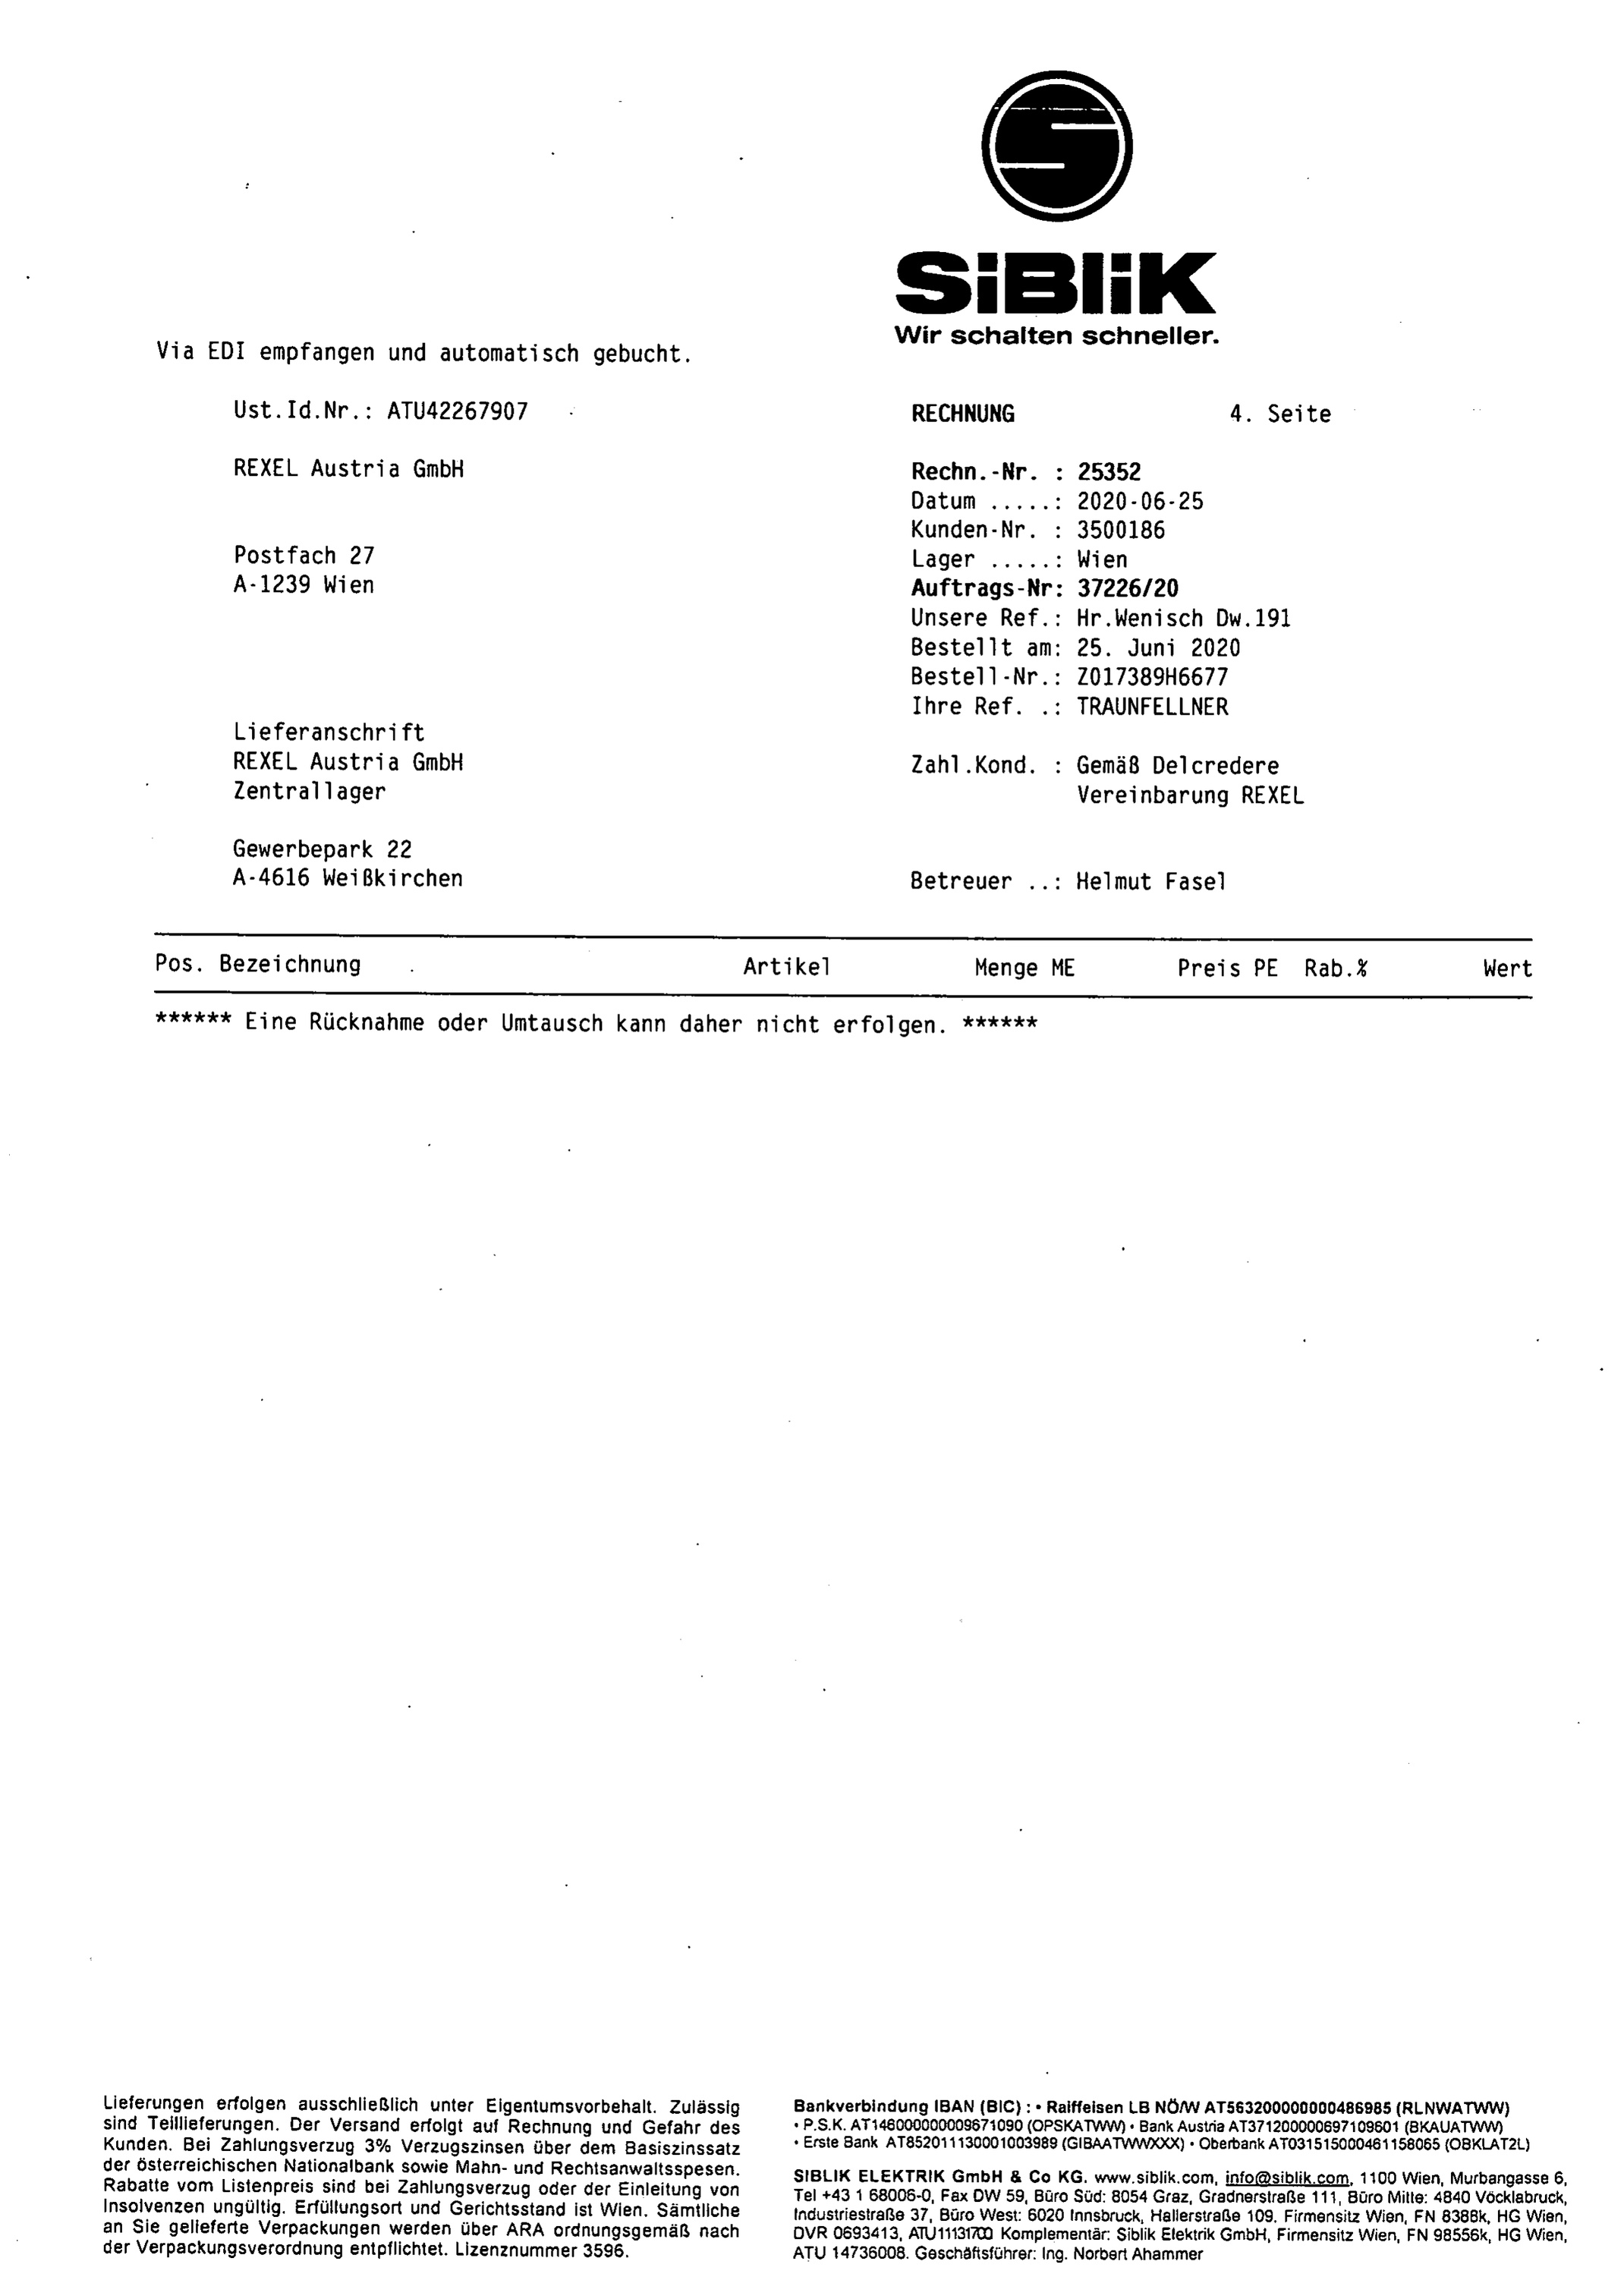 SiBliK
Wir schalten schneller.
Via EDI empfangen und automatisch gebucht.
Ust.Id.Nr.: ATU42267907
RECHNUNG 4. Seite
REXEL Austria GmbH
Postfach 27
A-1239 Wien
Rechn.-Nr. : 25352
Datum .....: 2020-06-25
Kunden-Nr. : 3500186
Lager .....: Wien
Auftrags-Nr: 37226/20
Unsere Ref.: Hr.Wenisch Dw.191
Bestellt am: 25. Juni 2020
Bestell-Nr.: Z017389H6677
Ihre Ref. .: TRAUNFELLNER
Lieferanschrift
REXEL Austria GmbH
Zentrallager
Gewerbepark 22
A-4616 Weißkirchen
Zahl.Kond. : Gemäß Delcredere
Vereinbarung REXEL
Betreuer ..: Helmut Fasel
Pos. Bezeichnung Artikel Menge ME Preis PE Rab.% Wert
****** Eine Rücknahme oder Umtausch kann daher nicht erfolgen. ******
Lieferungen erfolgen ausschließlich unter Eigentumsvorbehalt. Zulässig
sind Teillieferungen. Der Versand erfolgt auf Rechnung und Gefahr des
Kunden. Bei Zahlungsverzug 3% Verzugszinsen über dem Basiszinssatz
der österreichischen Nationalbank sowie Mahn- und Rechtsanwaltsspesen.
Rabatte vom Listenpreis sind bei Zahlungsverzug oder der Einleitung von
Insolvenzen ungültig. Erfüllungsort und Gerichtsstand ist Wien. Sämtliche
an Sie gelieferte Verpackungen werden über ARA ordnungsgemäß nach
der Verpackungsverordnung entpflichtet. Lizenznummer 3596.
Bankverbindung IBAN (BIC) : • Raiffeisen LB NÖ/W AT563200000000486985 (RLNWATWW)
• P.S.K. AT146000000009671090 (OPSKATWW) • Bank Austria AT371200000697109601 (BKAUATWW)
• Erste Bank AT852011130001003989 (GIBAATWWXXX) • Oberbank AT031515000461158065 (OBKLAT2L)
SIBLIK ELEKTRIK GmbH & Co KG. www.siblik.com, info@siblik.com, 1100 Wien, Murbangasse 6,
Tel +43 1 68006-0, Fax DW 59, Büro Süd: 8054 Graz, Gradnerstraße 111, Büro Mitte: 4840 Vöcklabruck,
Industriestraße 37, Büro West: 6020 Innsbruck, Hallerstraße 109. Firmensitz Wien, FN 8386k, HG Wien,
DVR 0693413, ATU11131700 Komplementär: Siblik Elektrik GmbH, Firmensitz Wien, FN 98556k, HG Wien,
ATU 14736008. Geschäftsführer: Ing. Norbert Ahammer